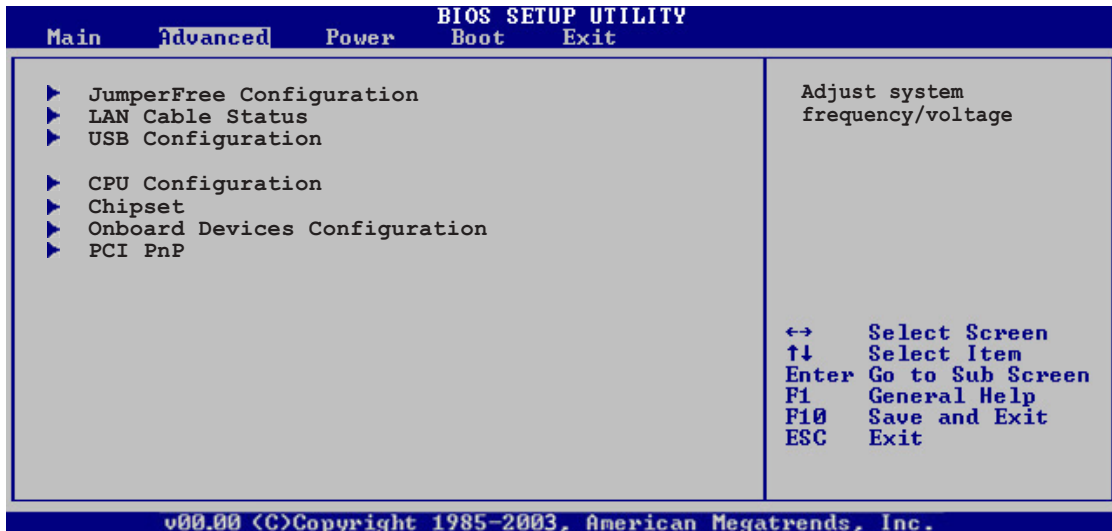 BIOS SETUP UTILITY
Main Advanced Power Boot Exit
JumperFree Configuration
LAN Cable Status
USB Configuration
CPU Configuration
Chipset
Onboard Devices Configuration
PCI PnP
Adjust system
frequency/voltage
←→ Select Screen
↑↓ Select Item
Enter Go to Sub Screen
F1 General Help
F10 Save and Exit
ESC Exit
v00.00 (C)Copyright 1985-2003, American Megatrends, Inc.